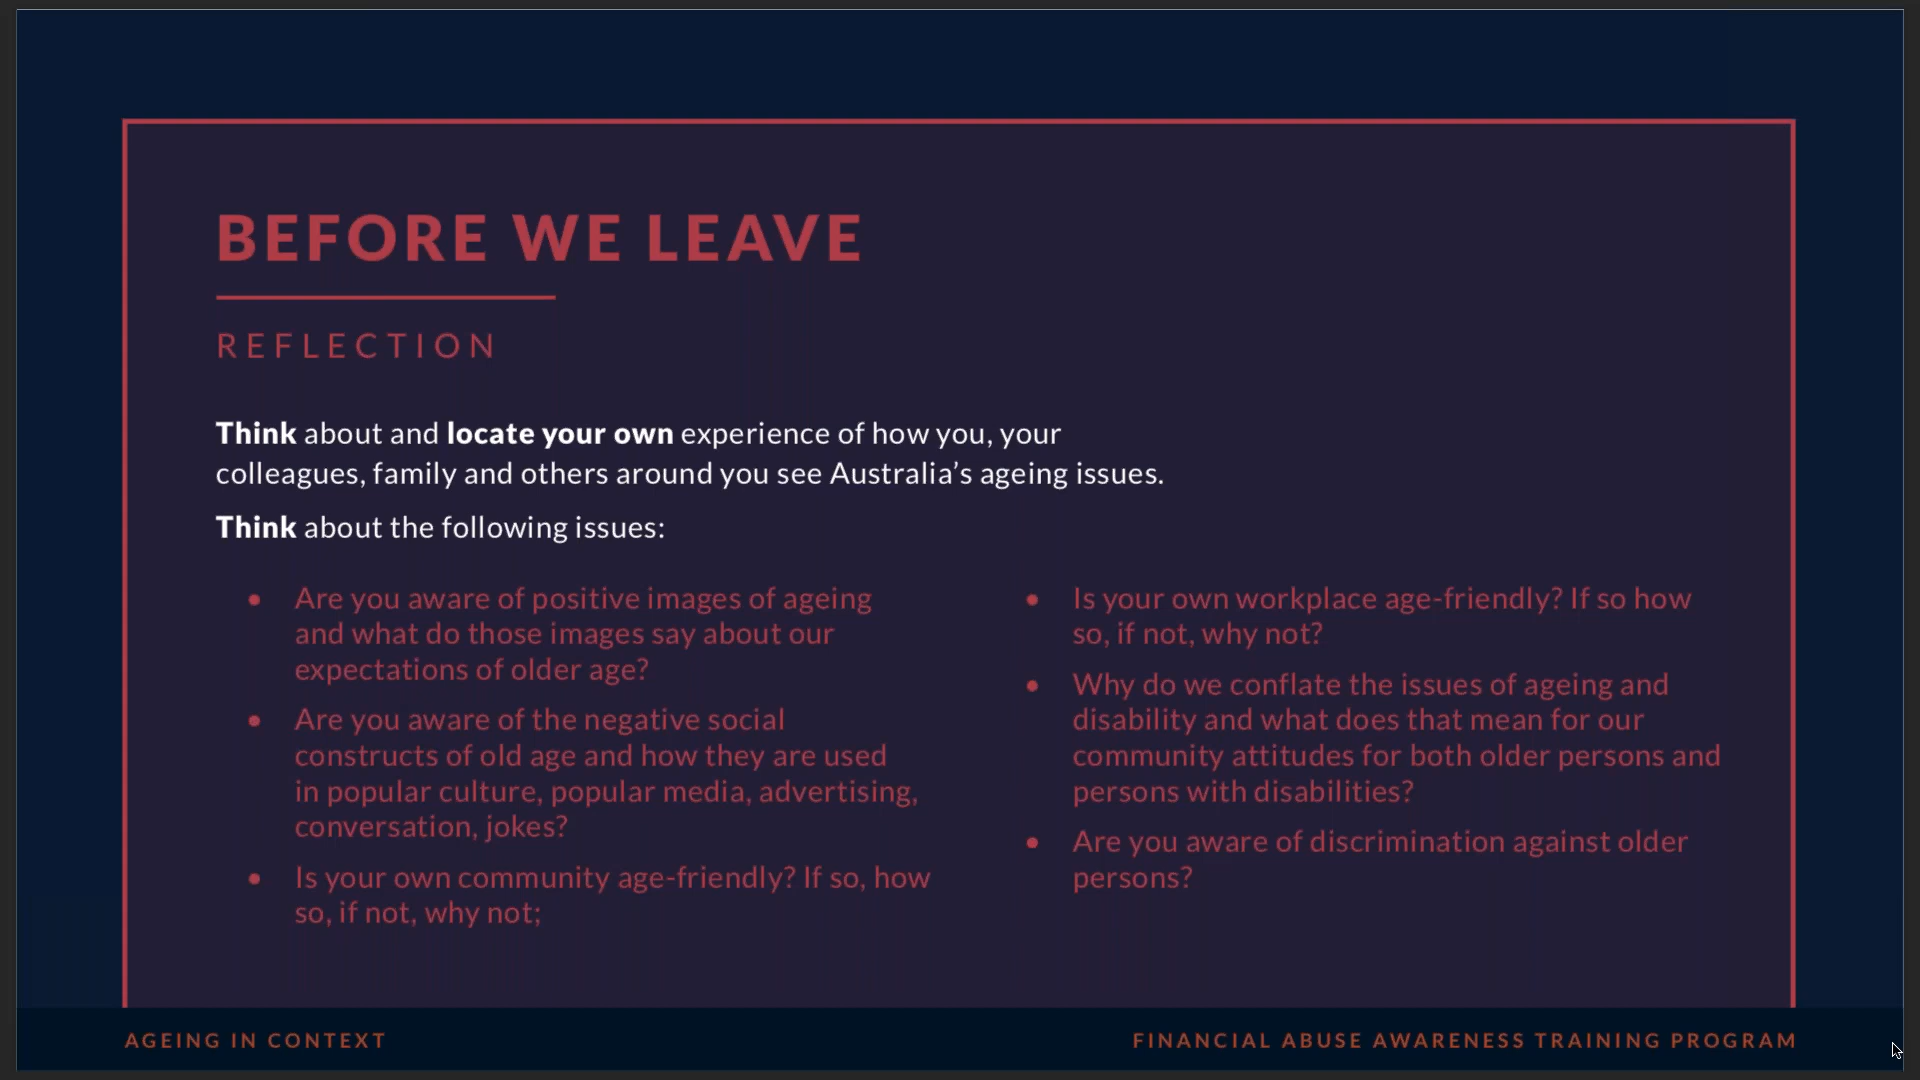 BEFORE WE LEAVE
REFLECTION
Think about and locate your own experience of how you, your
colleagues, family and others around you see Australia’s ageing issues.
Think about the following issues:
• Are you aware of positive images of ageing
and what do those images say about our
expectations of older age?
• Are you aware of the negative social
constructs of old age and how they are used
in popular culture, popular media, advertising,
conversation, jokes?
• Is your own community age-friendly? If so, how
so, if not, why not;
• Is your own workplace age-friendly? If so how
so, if not, why not?
• Why do we conflate the issues of ageing and
disability and what does that mean for our
community attitudes for both older persons and
persons with disabilities?
• Are you aware of discrimination against older
persons?
AGEING IN CONTEXT
FINANCIAL ABUSE AWARENESS TRAINING PROGRAM